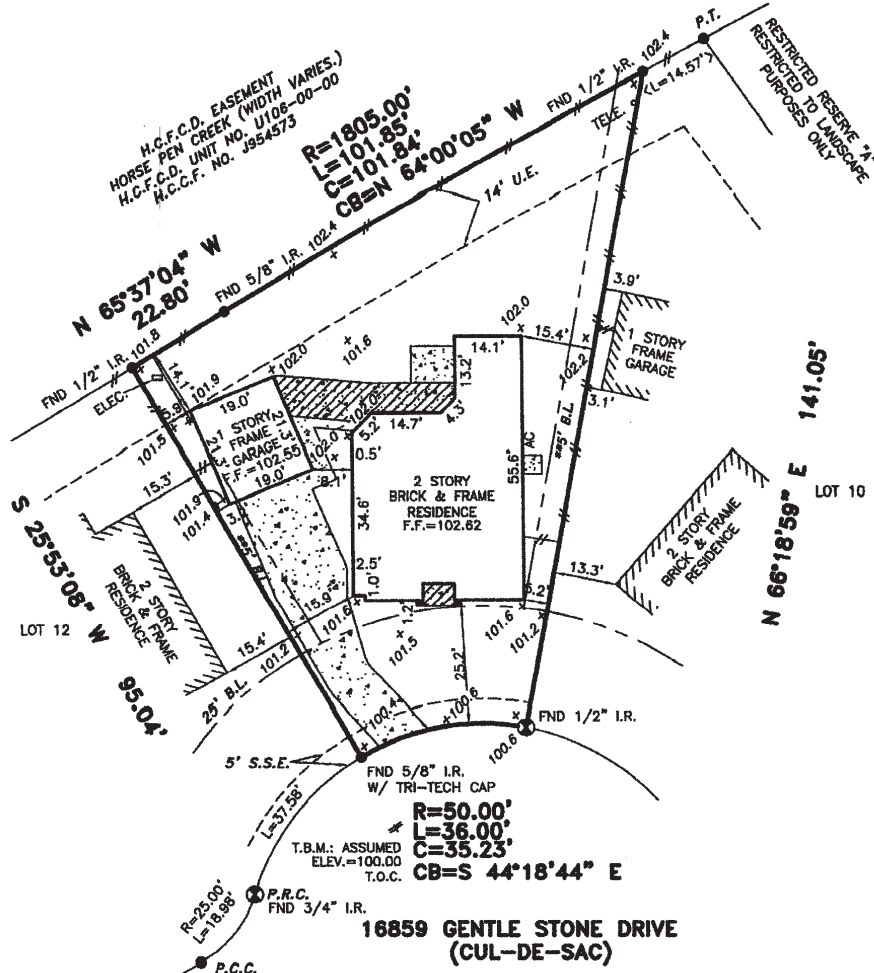 P.T.
RESTRICTED RESERVE "A"
RESTRICTED TO LANDSCAPE
PURPOSES ONLY
<L=14.57'>
102.4
FND 1/2" I.R.
TELE.
H.C.F.C.D. EASEMENT
HORSE PEN CREEK (WIDTH VARIES.)
H.C.F.C.D. UNIT NO. U106-00-00
H.C.C.F. NO. J954573
R=1805.00'
L=101.85'
C=101.84'
CB=N 64°00'05" W
14' U.E.
102.4
FND 5/8" I.R.
N 65°37'04" W
22.80'
101.8
FND 1/2" I.R.
ELEC.
14.1'
101.9
102.0
101.6
102.0
15.4'
3.9'
1 STORY
FRAME
GARAGE
102.2
3.1'
141.05'
14.1'
13.2'
4.3'
14.7'
5.2'
0.5'
5.9'
19.0'
21.3'
21.3'
1 STORY
FRAME
GARAGE
F.F.=102.55
19.0'
102.0
101.5
15.3'
101.9
101.4
8.1'
34.6'
2 STORY
BRICK & FRAME
RESIDENCE
F.F.=102.62
55.6'
AC
**5' B.L.
LOT 10
N 66°18'59" E
2 STORY
BRICK & FRAME
RESIDENCE
13.3'
S 25°53'08" W
95.04'
LOT 12
2 STORY
BRICK & FRAME
RESIDENCE
**5' B.L.
2.5'
1.0'
15.9'
101.6
1.2'
101.5
101.6
101.2
15.4'
101.2
25' B.L.
25.2'
100.4
100.6
100.6
FND 1/2" I.R.
5' S.S.E.
FND 5/8" I.R.
W/ TRI-TECH CAP
L=37.58'
R=50.00'
L=36.00'
C=35.23'
CB=S 44°18'44" E
T.B.M.: ASSUMED
ELEV.=100.00
T.O.C.
P.R.C.
FND 3/4" I.R.
R=25.00'
L=18.98'
P.C.C.
16859 GENTLE STONE DRIVE
(CUL-DE-SAC)